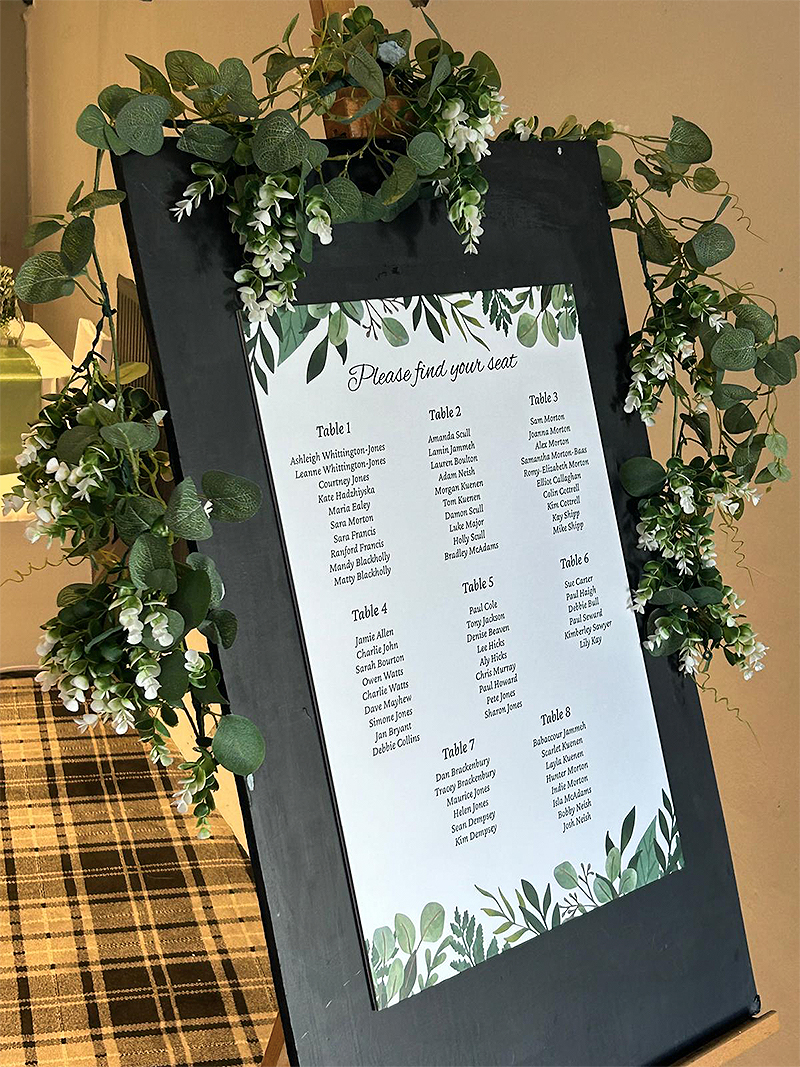 Please find your seat
Table 1
Ashleigh Whittington-Jones
Leanne Whittington-Jones
Courtney Jones
Kate Hadzhiyska
Maria Ealey
Sara Morton
Sara Francis
Ranford Francis
Mandy Blackholly
Matty Blackholly
Table 2
Amanda Scull
Lamin Jammeh
Lauren Boulton
Adam Neish
Morgan Kuenen
Tom Kuenen
Damon Scull
Luke Major
Holly Scull
Bradley McAdams
Table 3
Sam Morton
Joanna Morton
Alex Morton
Samantha Morton-Baas
Romy-Elizabeth Morton
Elliot Callaghan
Colin Cottrell
Kim Cottrell
Kay Shipp
Mike Shipp
Table 4
Jamie Allen
Charlie John
Sarah Bourton
Owen Watts
Charlie Watts
Dave Mayhew
Simone Jones
Jan Bryant
Debbie Collins
Table 5
Paul Cole
Tony Jackson
Denise Beaven
Lee Hicks
Aly Hicks
Chris Murray
Paul Howard
Pete Jones
Sharon Jones
Table 6
Sue Carter
Paul Haigh
Debbie Bull
Paul Seward
Kimberley Sawyer
Lily Kay
Table 7
Dan Brackenbury
Tracey Brackenbury
Maurice Jones
Helen Jones
Sean Dempsey
Kim Dempsey
Table 8
Babaccour Jammeh
Scarlet Kuenen
Layla Kuenen
Hunter Morton
Indie Morton
Isla McAdams
Bobby Neish
Josh Neish